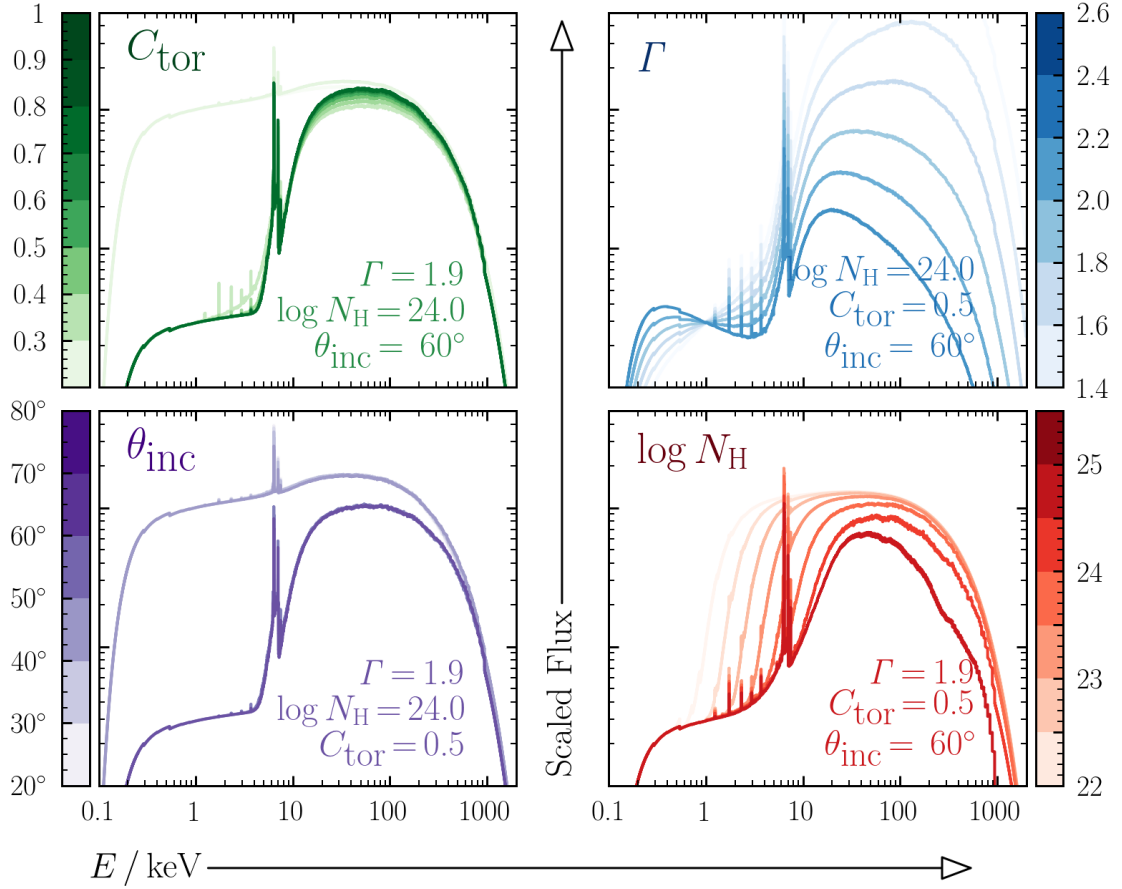 1
0.9
0.8
0.7
0.6
0.5
0.4
0.3
C_tor
Γ = 1.9
log N_H = 24.0
θ_inc = 60°
Γ
log N_H = 24.0
C_tor = 0.5
θ_inc = 60°
2.6
2.4
2.2
2.0
1.8
1.6
1.4
80°
70°
60°
50°
40°
30°
20°
θ_inc
Γ = 1.9
log N_H = 24.0
C_tor = 0.5
0.1 1 10 100 1000
Scaled Flux
log N_H
Γ = 1.9
C_tor = 0.5
θ_inc = 60°
0.1 1 10 100 1000
25
24
23
22
E / keV